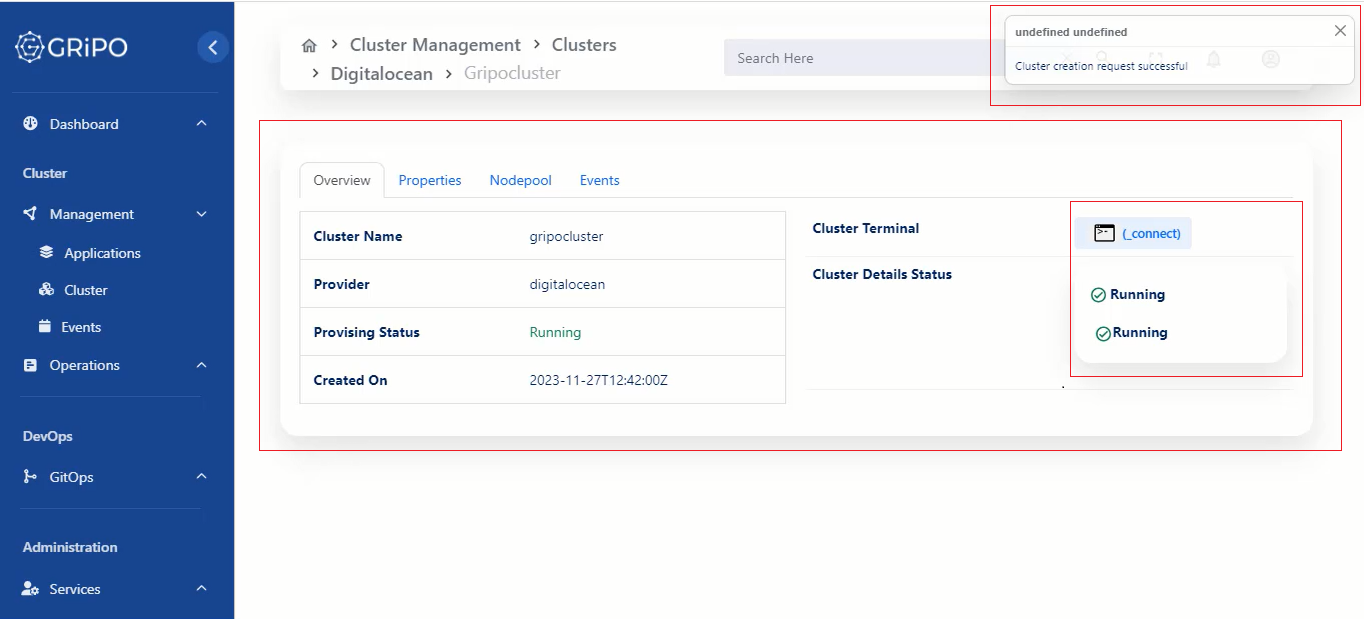 GRiPO
Dashboard
Cluster
Management
Applications
Cluster
Events
Operations
DevOps
GitOps
Administration
Services
Cluster Management > Clusters
> Digitalocean > Gripocluster
Search Here
undefined undefined
Cluster creation request successful
Overview Properties Nodepool Events
Cluster Name gripocluster
Provider digitalocean
Provising Status Running
Created On 2023-11-27T12:42:00Z
Cluster Terminal (_connect)
Cluster Details Status
Running
Running